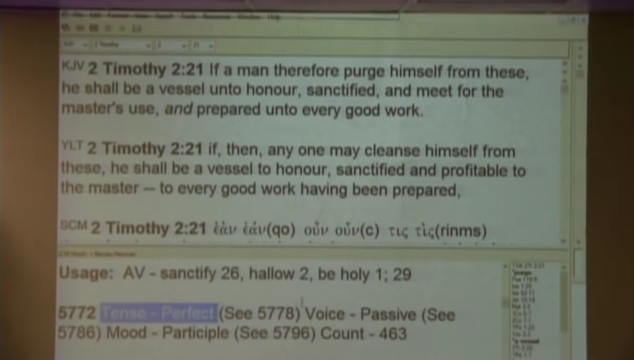 KJV 2 Timothy 2:21 If a man therefore purge himself from these,
he shall be a vessel unto honour, sanctified, and meet for the
master's use, and prepared unto every good work.
YLT 2 Timothy 2:21 if, then, any one may cleanse himself from
these, he shall be a vessel to honour, sanctified and profitable to
the master — to every good work having been prepared,
SCM 2 Timothy 2:21 ἐὰν ἐάν(qo) οὖν οὖν(c) τις τὶς(rinms)
Usage: AV - sanctify 26, hallow 2, be holy 1; 29
5772 Tense - Perfect (See 5778) Voice - Passive (See
5786) Mood - Participle (See 5796) Count - 463